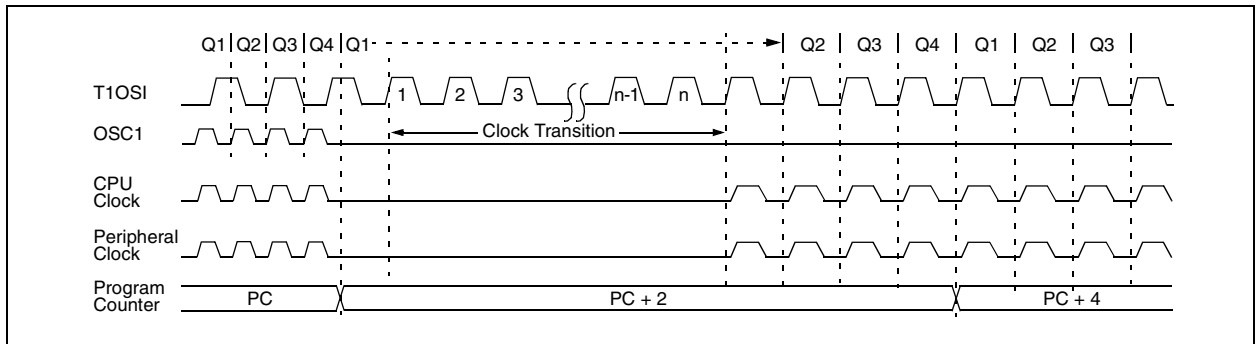 Q1 Q2 Q3 Q4 Q1 Q2 Q3 Q4 Q1 Q2 Q3
T1OSI
1 2 3 n-1 n
OSC1
Clock Transition
CPU
Clock
Peripheral
Clock
Program
Counter
PC PC + 2 PC + 4